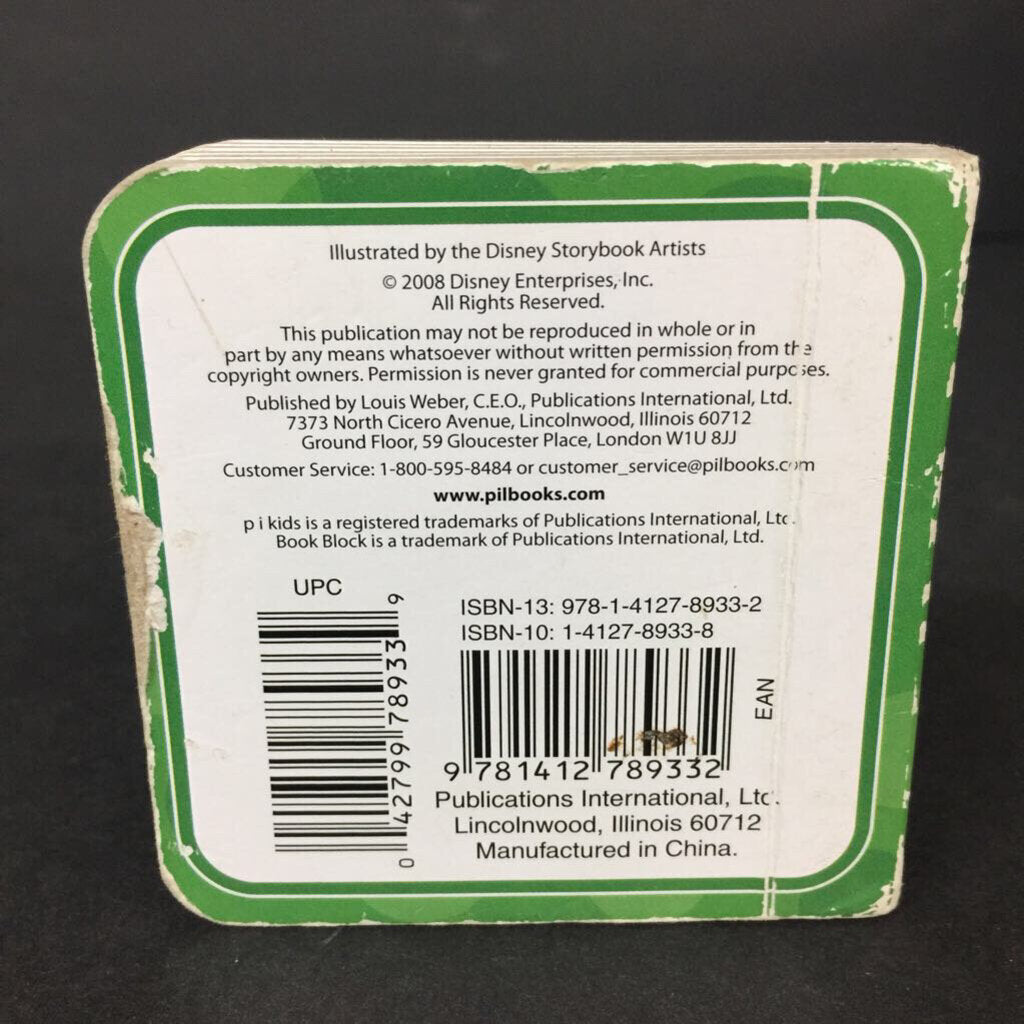 Illustrated by the Disney Storybook Artists
© 2008 Disney Enterprises, Inc.
All Rights Reserved.
This publication may not be reproduced in whole or in
part by any means whatsoever without written permission from the
copyright owners. Permission is never granted for commercial purposes.
Published by Louis Weber, C.E.O., Publications International, Ltd.
7373 North Cicero Avenue, Lincolnwood, Illinois 60712
Ground Floor, 59 Gloucester Place, London W1U 8JJ
Customer Service: 1-800-595-8484 or customer_service@pilbooks.com
www.pilbooks.com
p i kids is a registered trademarks of Publications International, Ltd.
Book Block is a trademark of Publications International, Ltd.
UPC
0 42799 78933 9
ISBN-13: 978-1-4127-8933-2
ISBN-10: 1-4127-8933-8
EAN
9 781412 789332
Publications International, Ltd.
Lincolnwood, Illinois 60712
Manufactured in China.